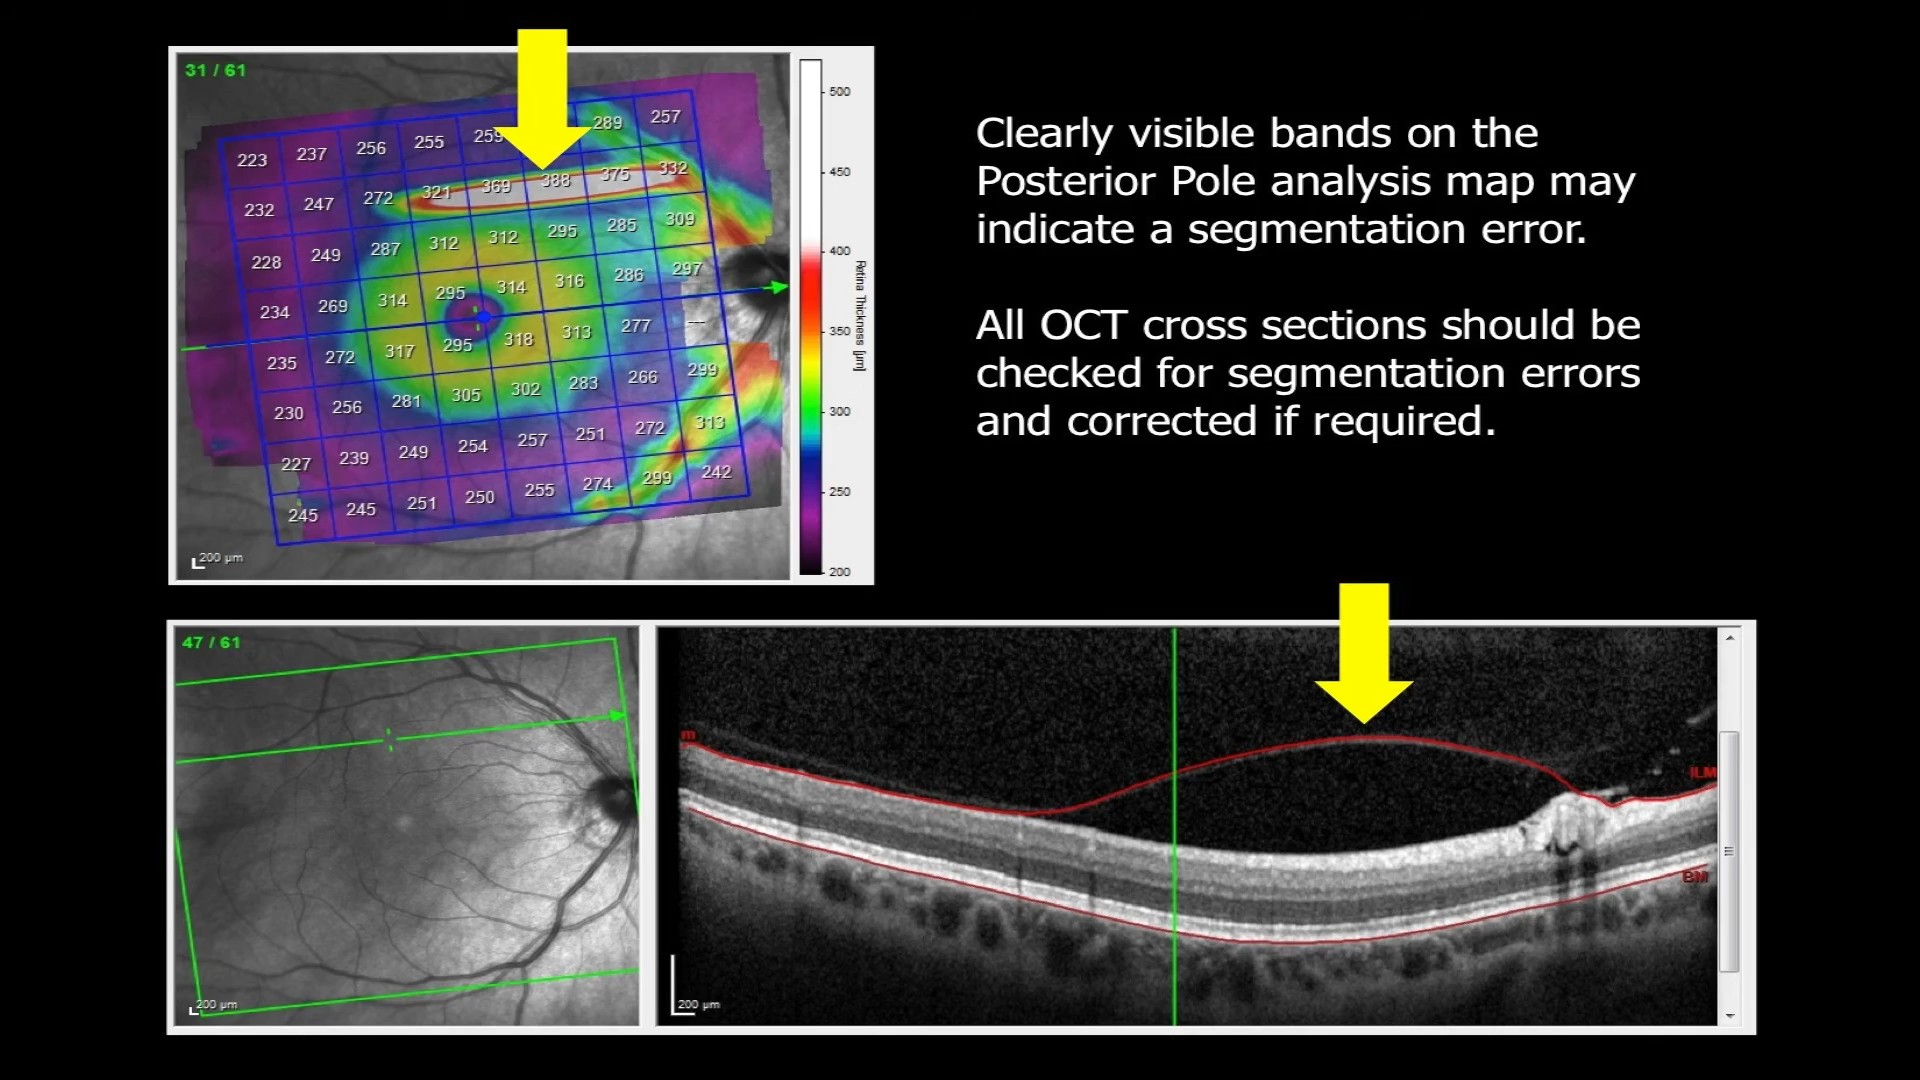 31 / 61
223 237 256 255 259 289 257
232 247 272 321 369 388 375 332
228 249 287 312 312 295 285 309
234 269 314 295 314 316 286 297
235 272 317 295 318 313 277 ---
230 256 281 305 302 283 266 299
227 239 249 254 257 251 272 313
245 245 251 250 255 274 299 242
200 µm
500
450
400
350
300
250
200
Retina Thickness [µm]
Clearly visible bands on the
Posterior Pole analysis map may
indicate a segmentation error.
All OCT cross sections should be
checked for segmentation errors
and corrected if required.
47 / 61
200 µm
m
ILM
BM
200 µm